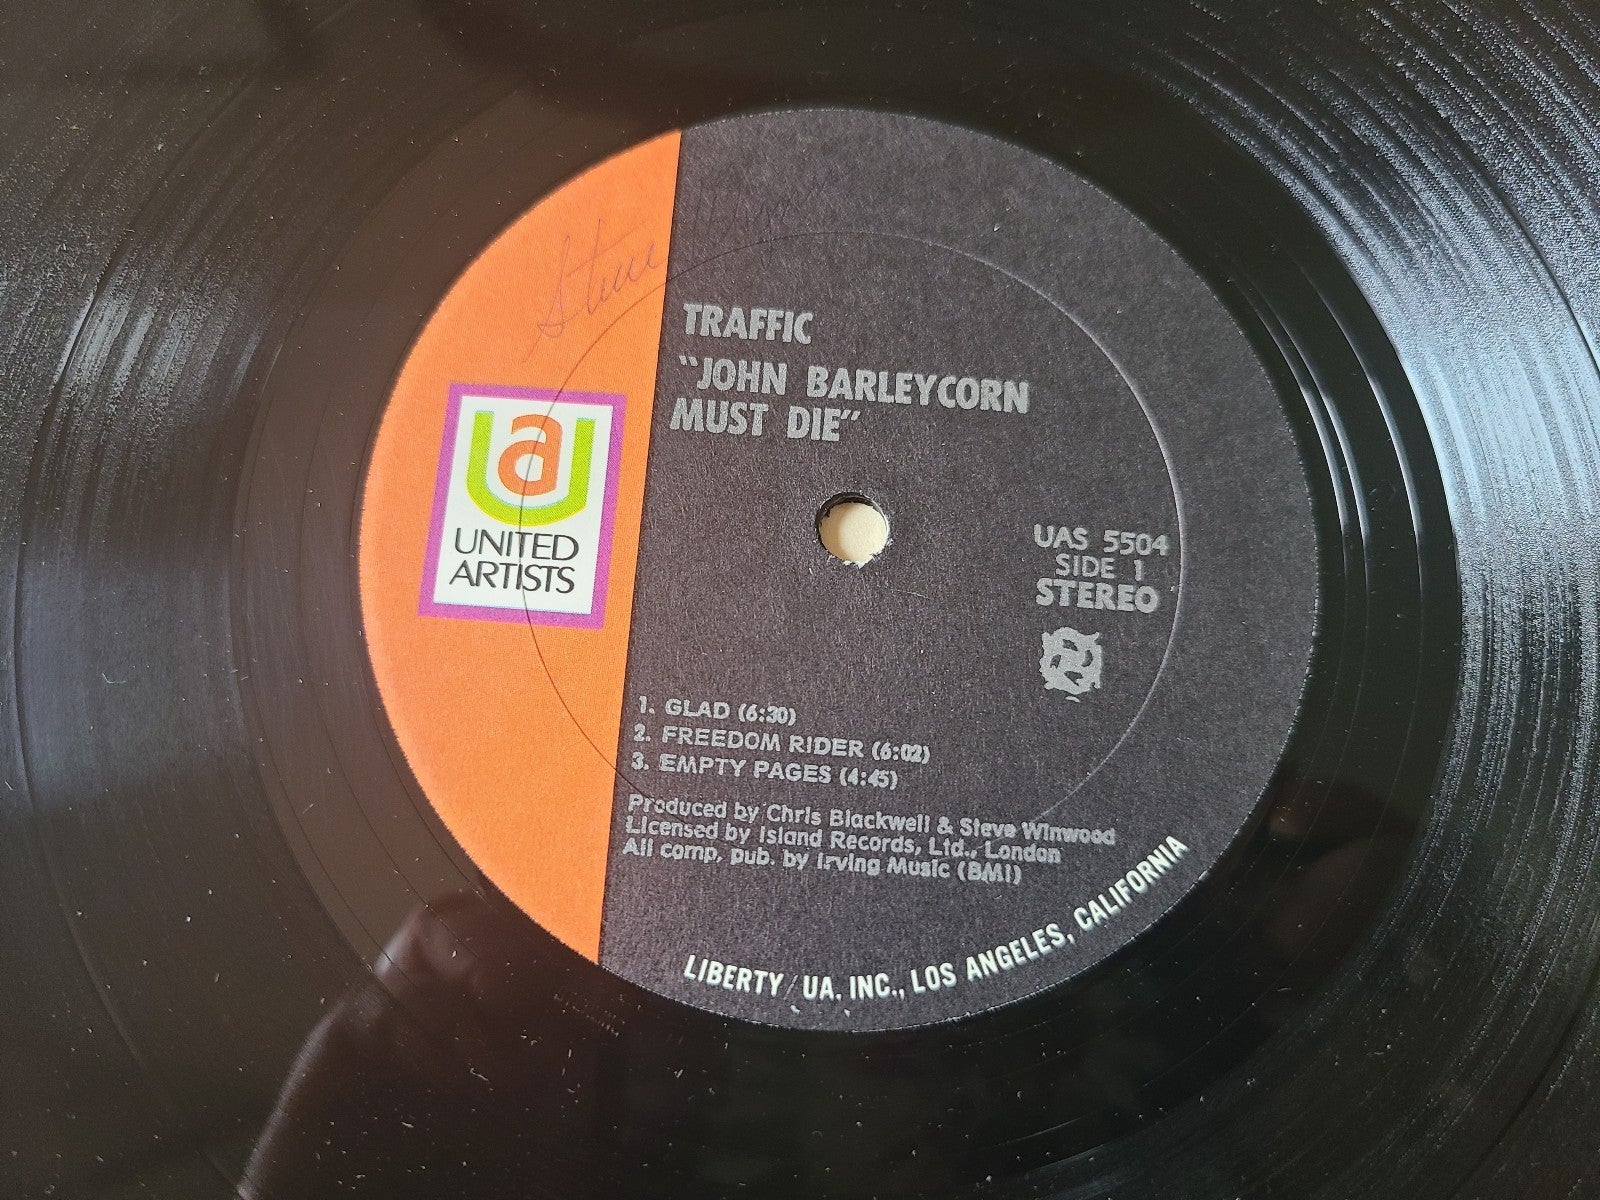 Steve
TRAFFIC
"JOHN BARLEYCORN
MUST DIE"
ua
UNITED
ARTISTS
UAS 5504
SIDE 1
STEREO
1. GLAD (6:30)
2. FREEDOM RIDER (6:02)
3. EMPTY PAGES (4:45)
Produced by Chris Blackwell & Steve Winwood
Licensed by Island Records, Ltd., London
All comp. pub. by Irving Music (BMI)
LIBERTY/UA, INC., LOS ANGELES, CALIFORNIA